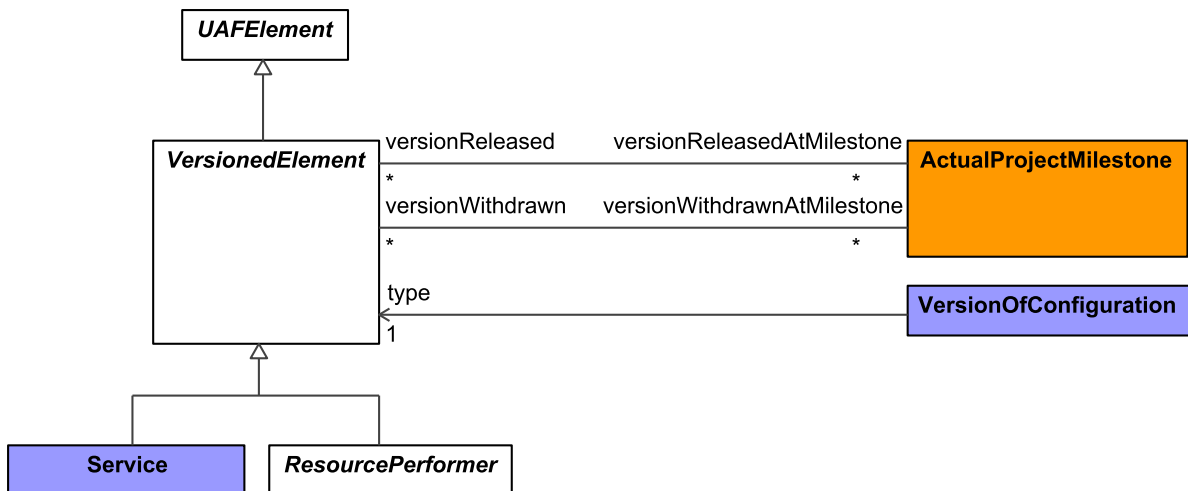 UAFElement
VersionedElement
versionReleased
versionReleasedAtMilestone
*
*
versionWithdrawn
versionWithdrawnAtMilestone
*
*
ActualProjectMilestone
type
1
VersionOfConfiguration
Service
ResourcePerformer